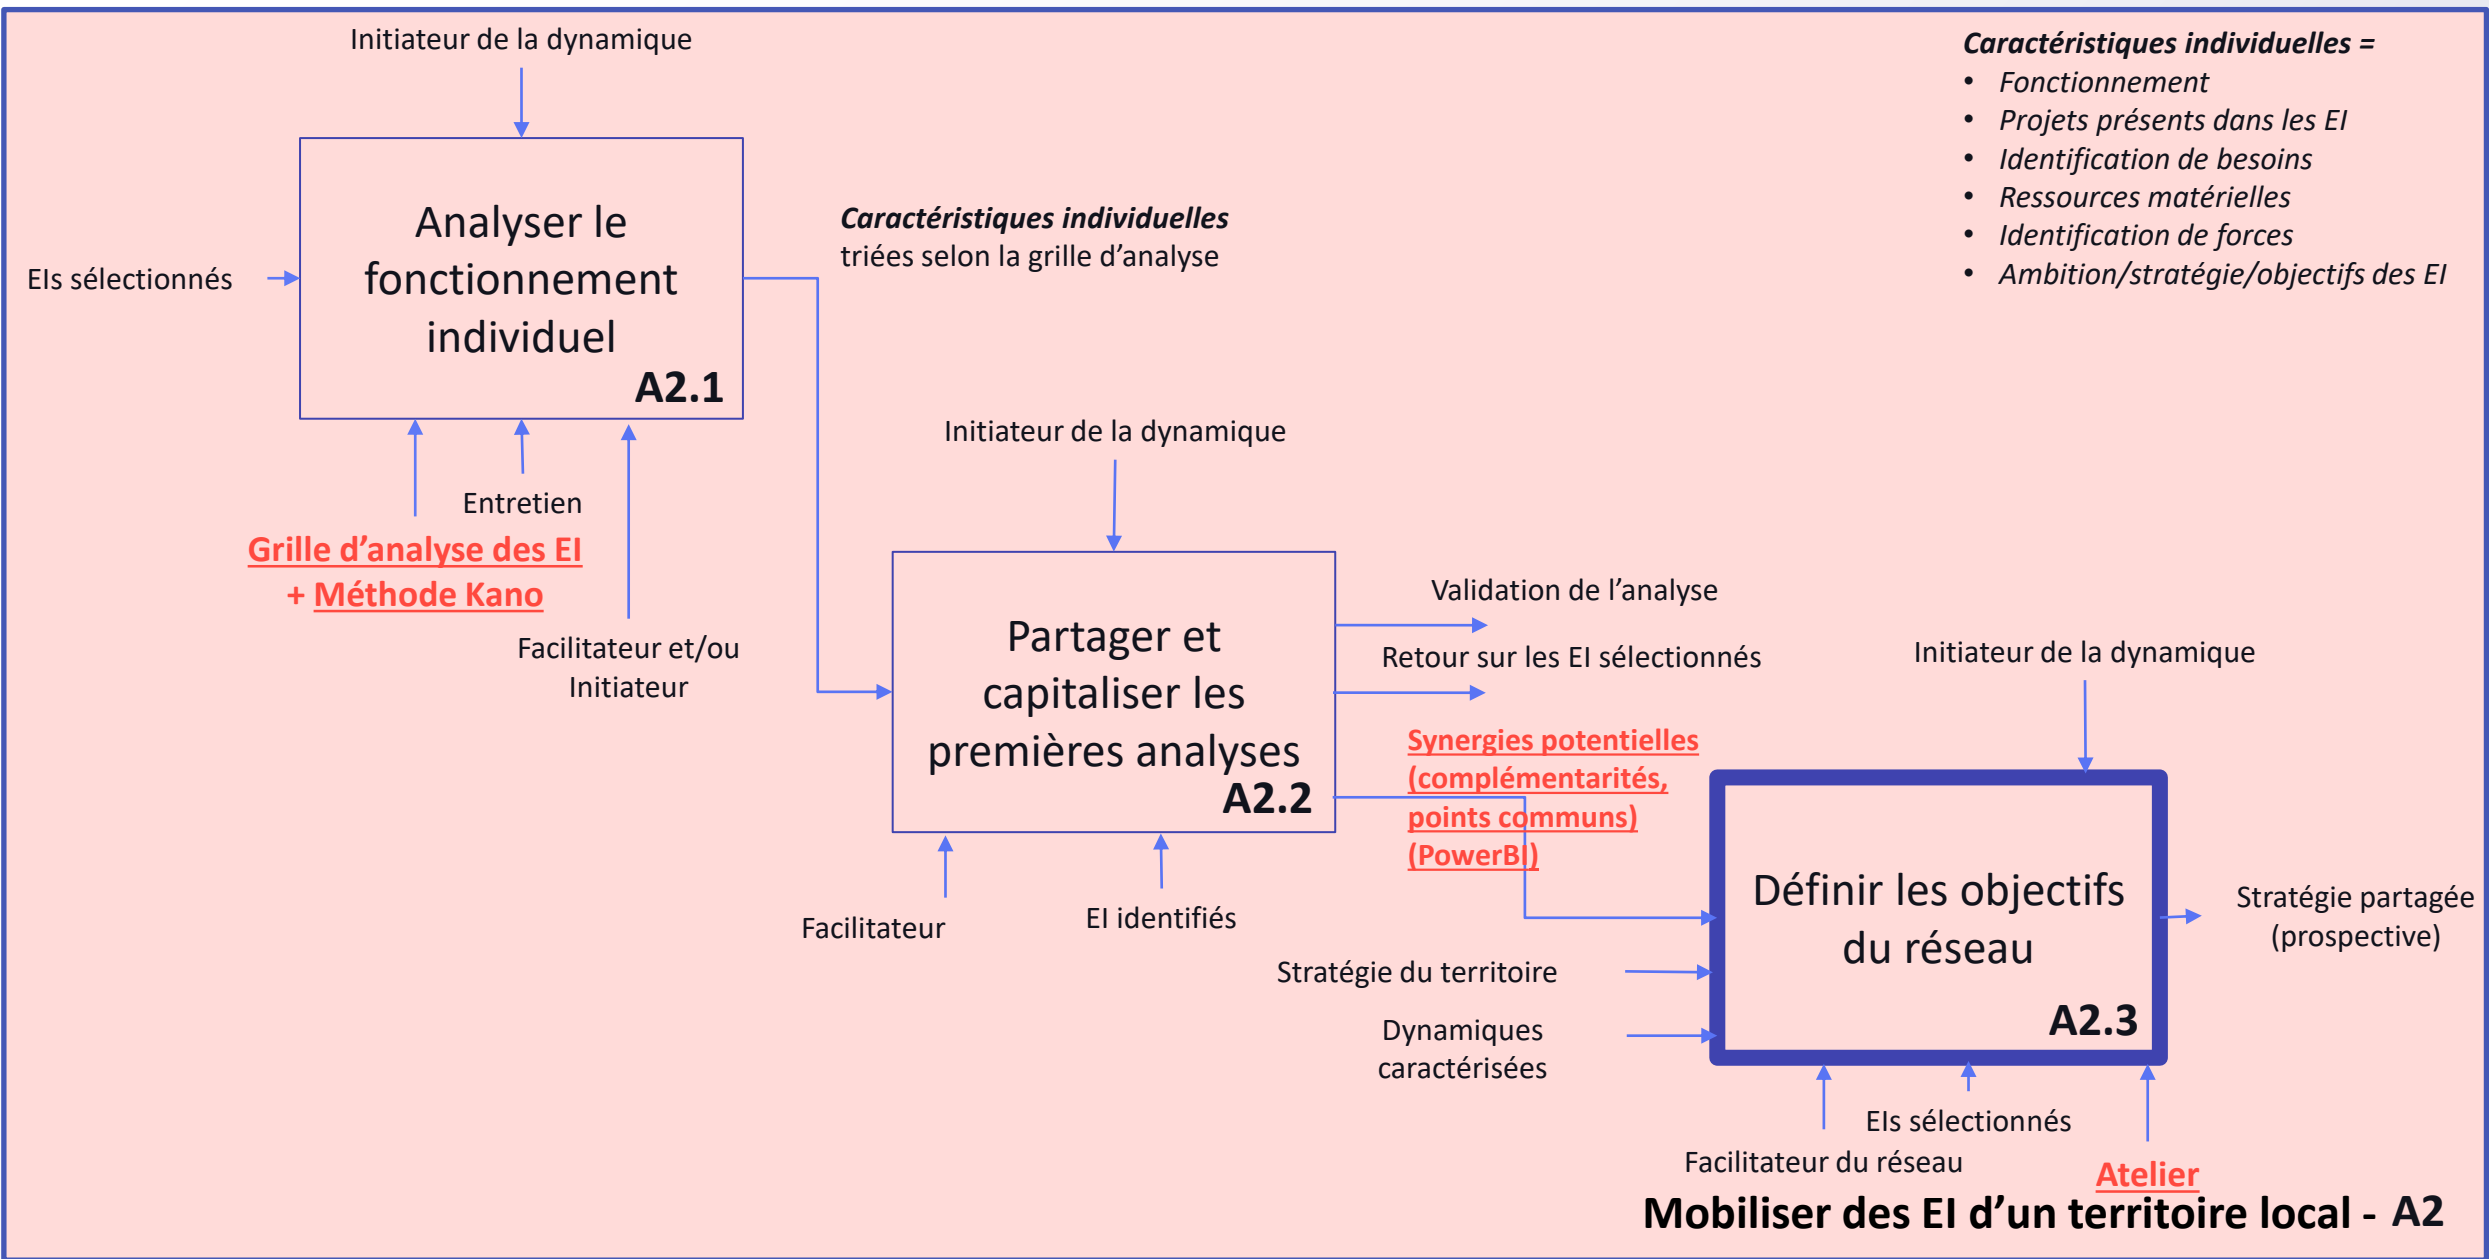 Initiateur de la dynamique
Caractéristiques individuelles =
• Fonctionnement
• Projets présents dans les EI
• Identification de besoins
• Ressources matérielles
• Identification de forces
• Ambition/stratégie/objectifs des EI
EIs sélectionnés
Analyser le
fonctionnement
individuel
A2.1
Caractéristiques individuelles
triées selon la grille d’analyse
Entretien
Grille d’analyse des EI
+ Méthode Kano
Facilitateur et/ou
Initiateur
Initiateur de la dynamique
Partager et
capitaliser les
premières analyses
A2.2
Validation de l’analyse
Retour sur les EI sélectionnés
Synergies potentielles
(complémentarités,
points communs)
(PowerBI)
Facilitateur
EI identifiés
Initiateur de la dynamique
Stratégie du territoire
Dynamiques
caractérisées
Définir les objectifs
du réseau
A2.3
Stratégie partagée
(prospective)
EIs sélectionnés
Facilitateur du réseau
Atelier
Mobiliser des EI d’un territoire local - A2